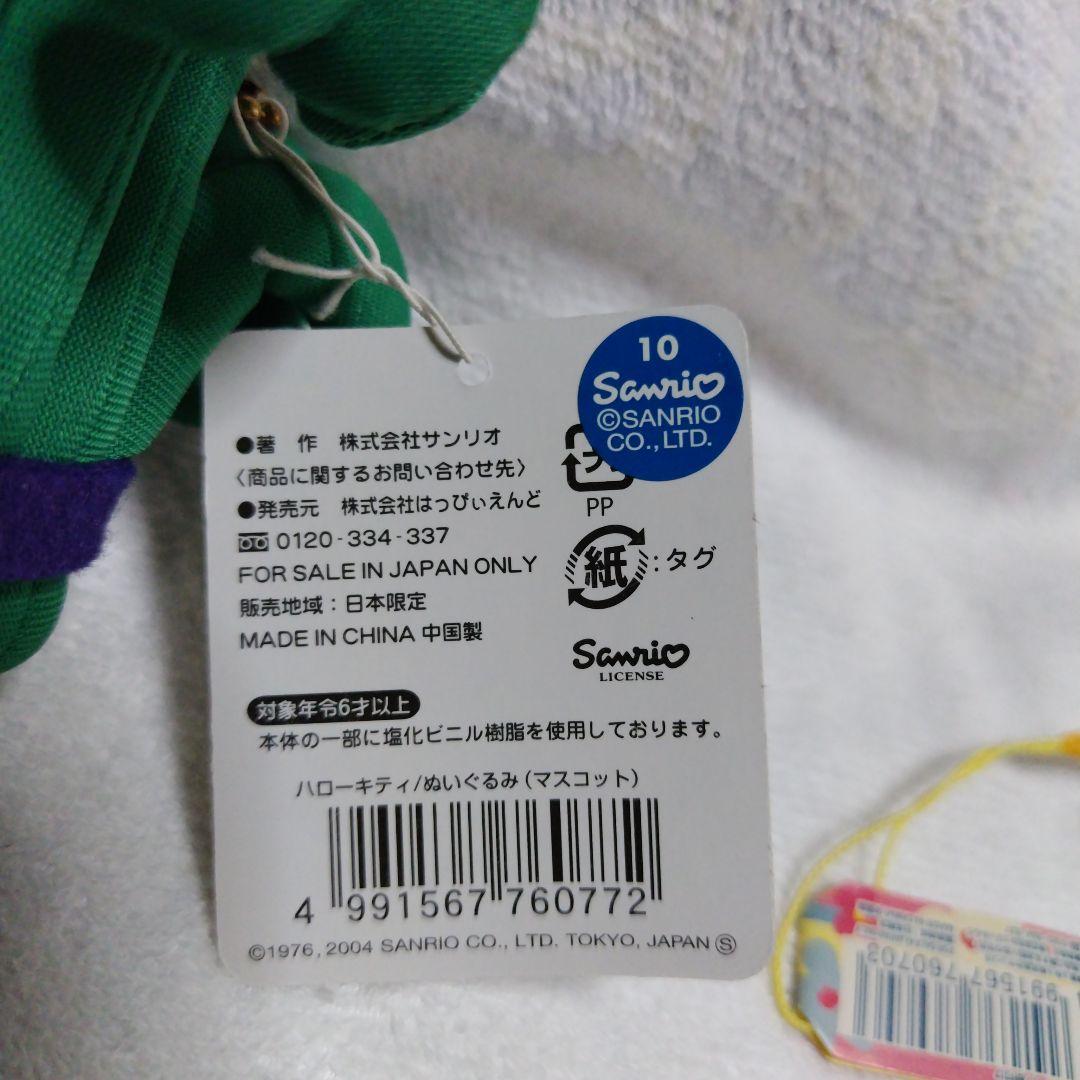 10
Sanrio
©SANRIO
CO.,LTD.
●著　作　株式会社サンリオ
〈商品に関するお問い合わせ先〉
●発売元　株式会社はっぴぃえんど
0120-334-337
FOR SALE IN JAPAN ONLY
販売地域：日本限定
MADE IN CHINA 中国製
PP
紙：タグ
Sanrio
LICENSE
対象年令6才以上
本体の一部に塩化ビニル樹脂を使用しております。
ハローキティ/ぬいぐるみ（マスコット）
4 991567 760772
©1976, 2004 SANRIO CO., LTD. TOKYO, JAPAN Ⓢ
991567 760702